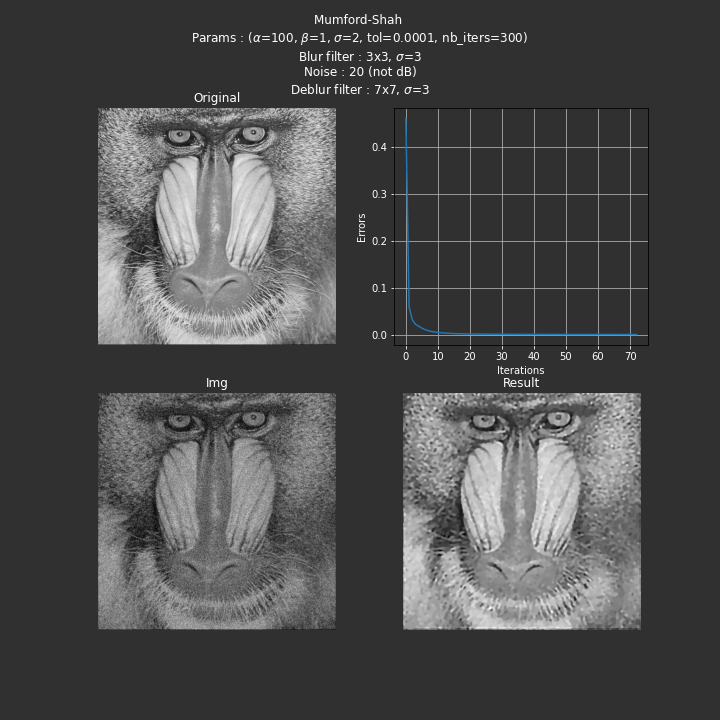 Mumford-Shah
Params : (α=100, β=1, σ=2, tol=0.0001, nb_iters=300)
Blur filter : 3x3, σ=3
Noise : 20 (not dB)
Deblur filter : 7x7, σ=3
Original
0.4
0.3
0.2
0.1
0.0
Errors
0 10 20 30 40 50 60 70
Iterations
Img
Result